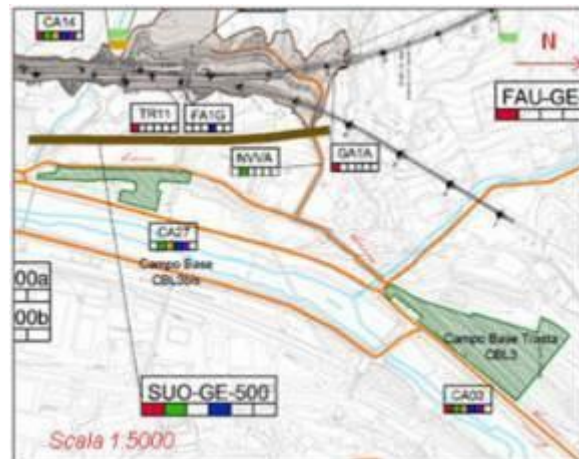 CA14
N
FAU-GE
TR11
FA1G
NVVA
GA1A
CA27
Campo Base
00a
00b
Campo Base Trasta
CBL3
SUO-GE-500
CA03
Scala 1:5000